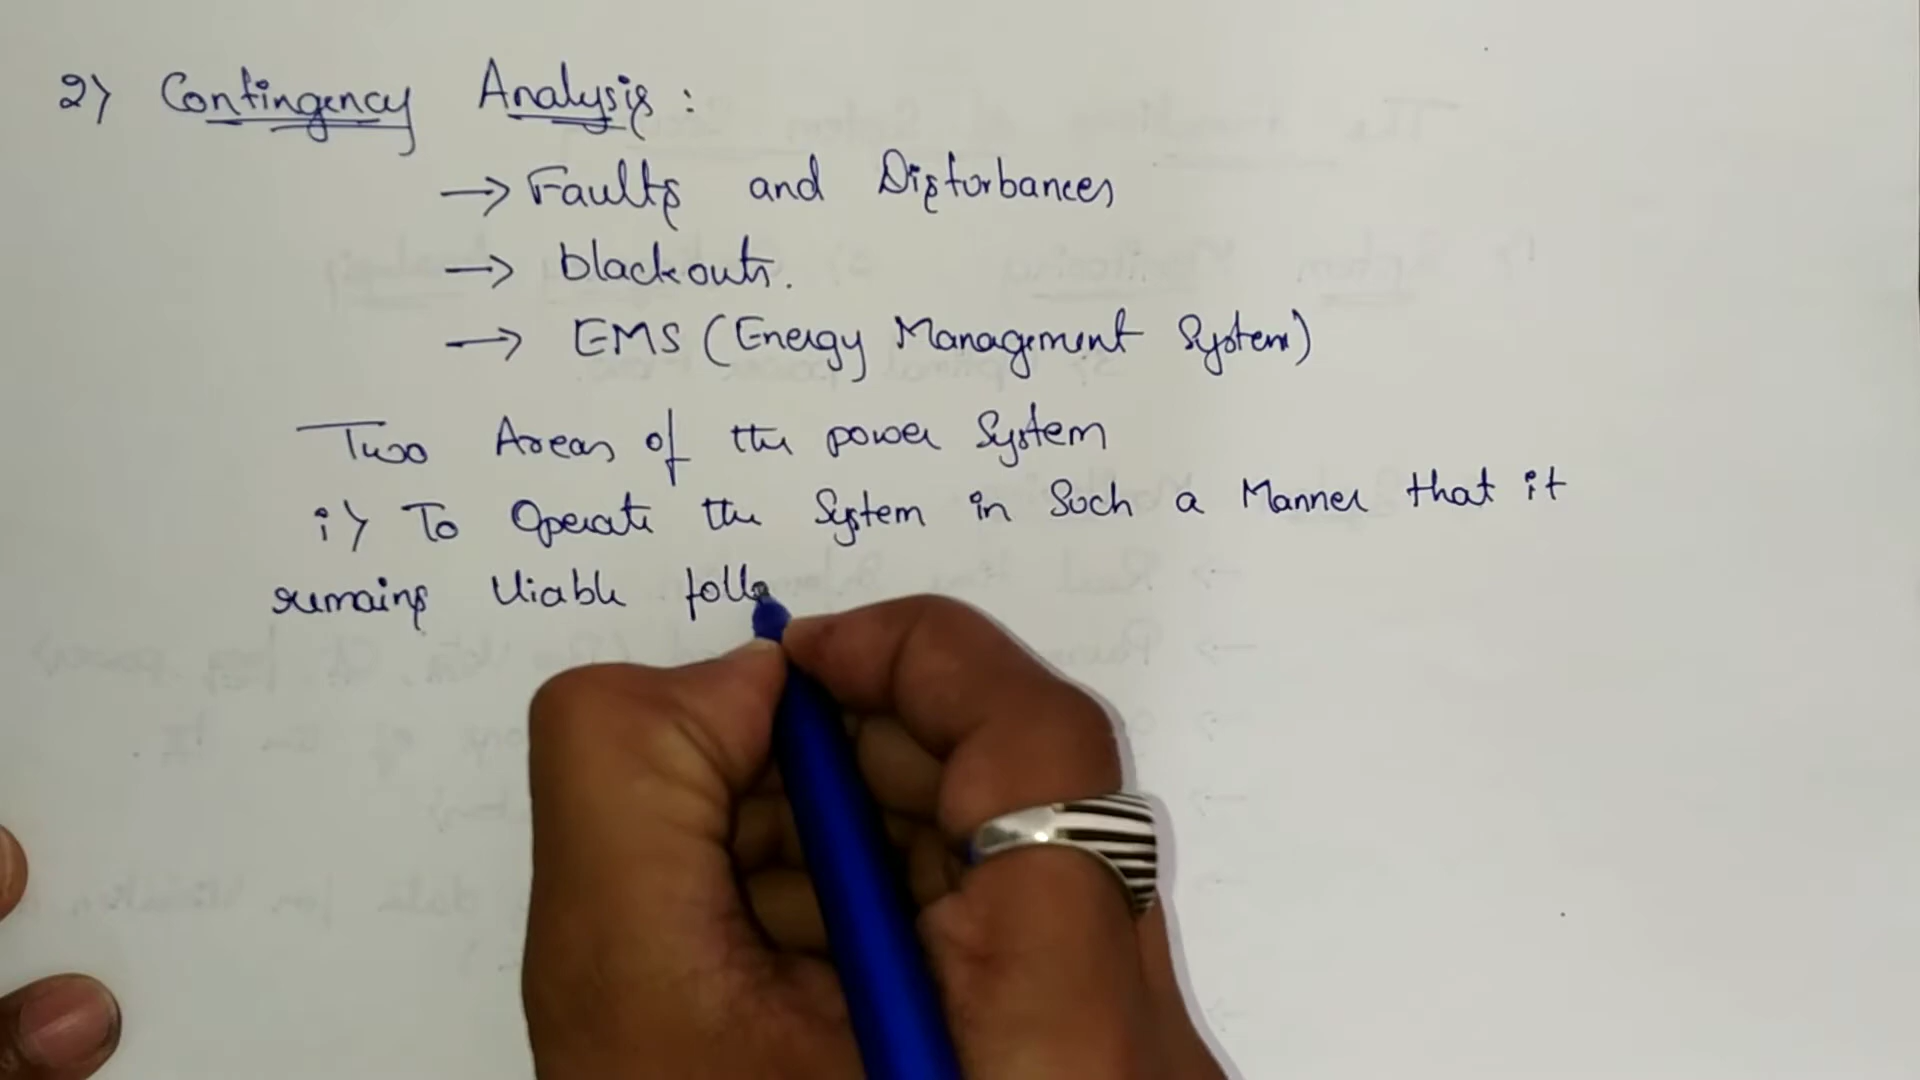 2) Contingency Analysis :
→ Faults and Disturbances
→ blackouts.
→ EMS (Energy Management System)
Two Areas of the power System
i) To Operate the System in Such a Manner that it
remains Viable follo